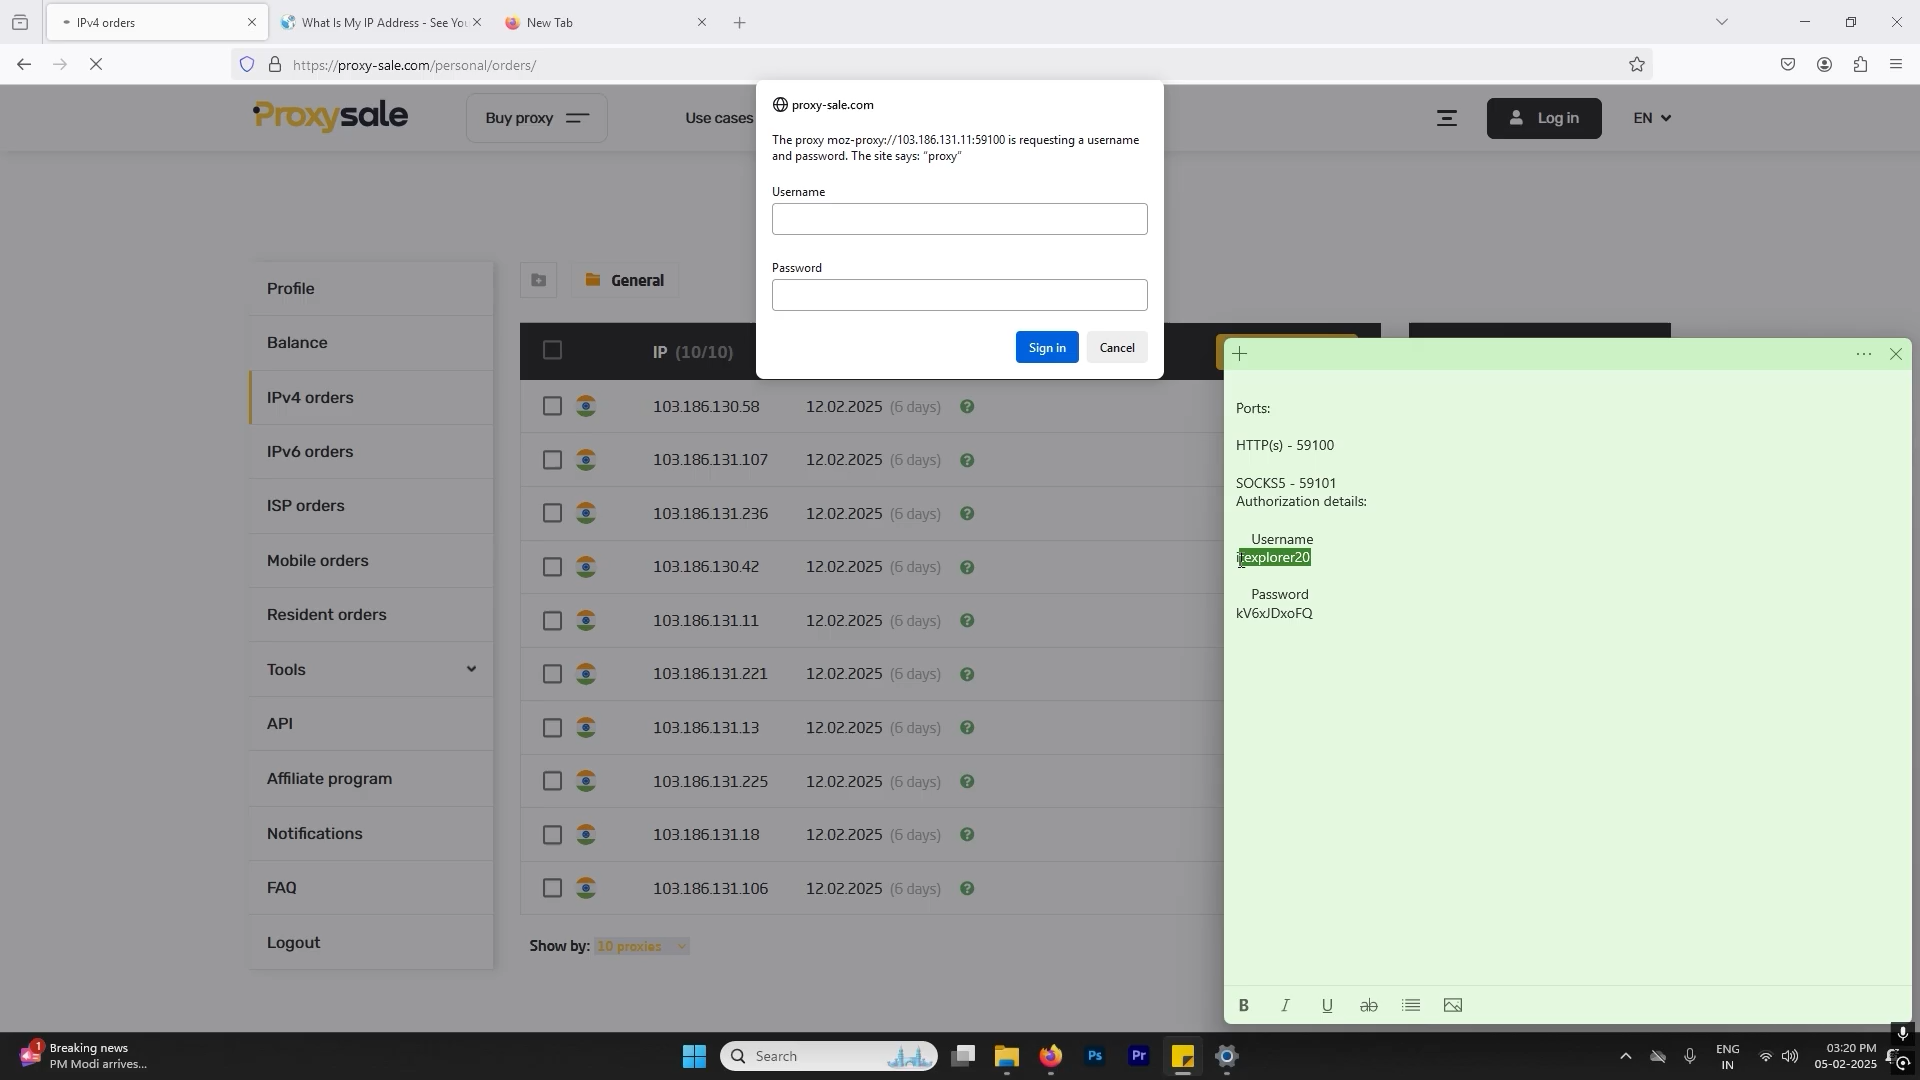 IPv4 orders
What Is My IP Address - See You
New Tab
https://proxy-sale.com/personal/orders/
Proxysale
Buy proxy
Use cases
Log in
EN
proxy-sale.com
The proxy moz-proxy://103.186.131.11:59100 is requesting a username
and password. The site says: “proxy”
Username
Password
Sign in
Cancel
Profile
Balance
IPv4 orders
IPv6 orders
ISP orders
Mobile orders
Resident orders
Tools
API
Affiliate program
Notifications
FAQ
Logout
General
IP (10/10)
103.186.130.58 12.02.2025 (6 days) ?
103.186.131.107 12.02.2025 (6 days) ?
103.186.131.236 12.02.2025 (6 days) ?
103.186.130.42 12.02.2025 (6 days) ?
103.186.131.11 12.02.2025 (6 days) ?
103.186.131.221 12.02.2025 (6 days) ?
103.186.131.13 12.02.2025 (6 days) ?
103.186.131.225 12.02.2025 (6 days) ?
103.186.131.18 12.02.2025 (6 days) ?
103.186.131.106 12.02.2025 (6 days) ?
Show by: 10 proxies
Ports:
HTTP(s) - 59100
SOCKS5 - 59101
Authorization details:
Username
Password
kV6xJDxoFQ
B I U ab
1
Breaking news
PM Modi arrives...
Search
Ps
Pr
ENG
IN
03:20 PM
05-02-2025